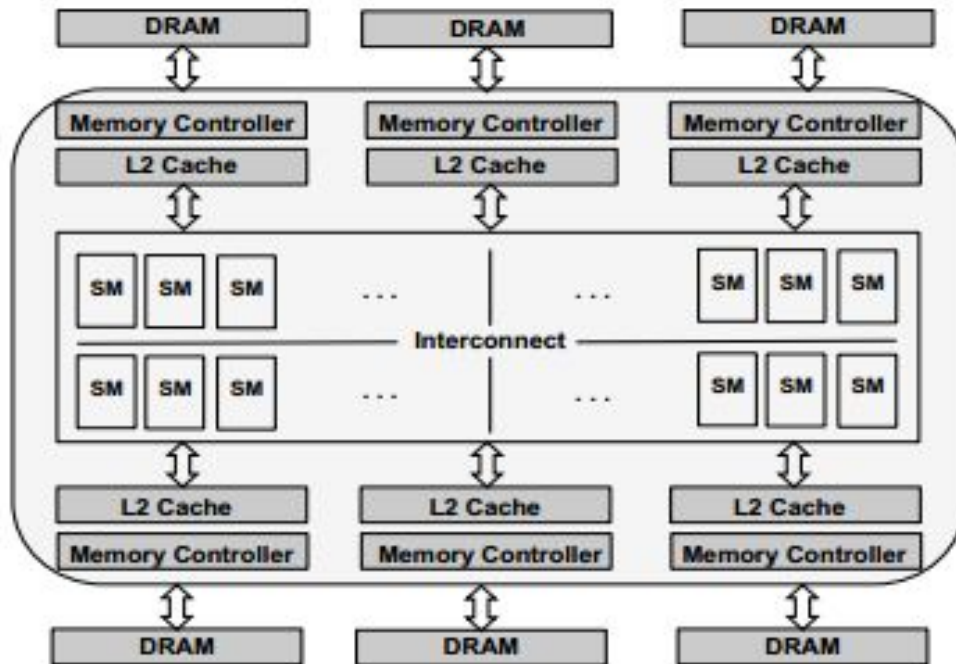 DRAM DRAM DRAM
Memory Controller Memory Controller Memory Controller
L2 Cache L2 Cache L2 Cache
SM SM SM ... ... SM SM SM
Interconnect
SM SM SM ... ... SM SM SM
L2 Cache L2 Cache L2 Cache
Memory Controller Memory Controller Memory Controller
DRAM DRAM DRAM